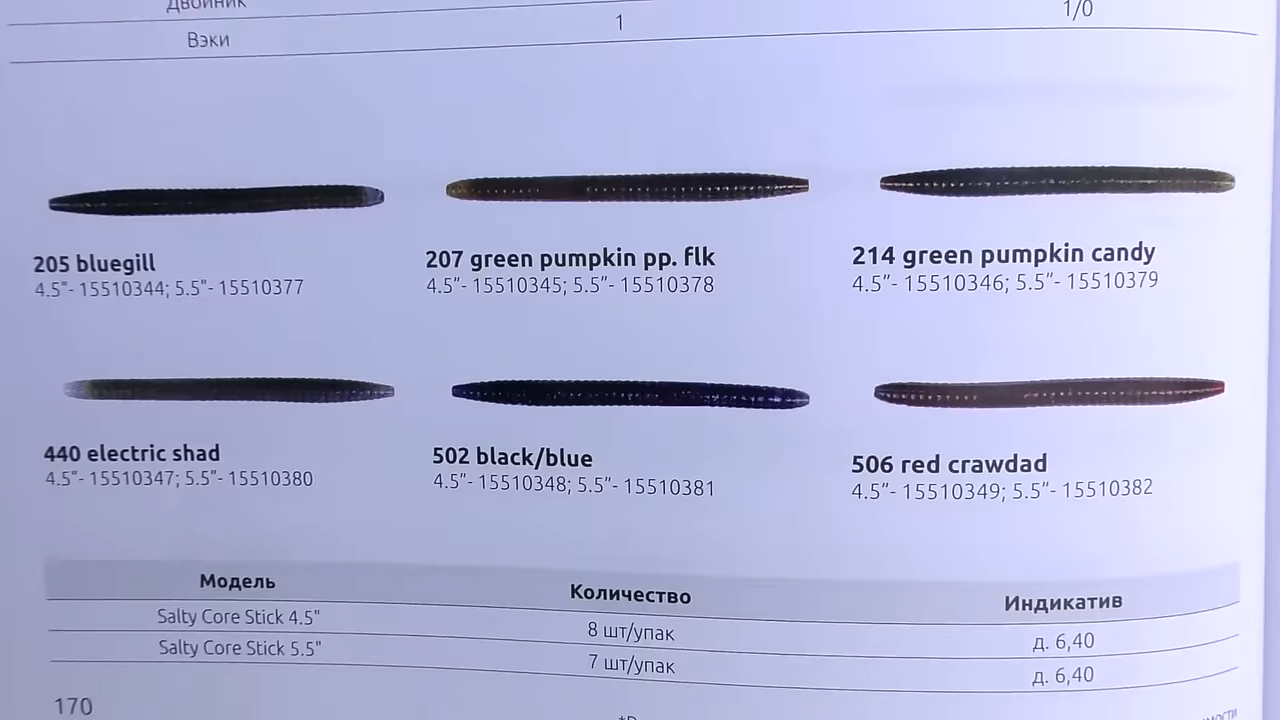 Двойник 1/0
Вэки 1
205 bluegill
4.5"- 15510344; 5.5"- 15510377
207 green pumpkin pp. flk
4.5"- 15510345; 5.5"- 15510378
214 green pumpkin candy
4.5"- 15510346; 5.5"- 15510379
440 electric shad
4.5"- 15510347; 5.5"- 15510380
502 black/blue
4.5"- 15510348; 5.5"- 15510381
506 red crawdad
4.5"- 15510349; 5.5"- 15510382
Модель Количество Индикатив
Salty Core Stick 4.5" 8 шт/упак д. 6,40
Salty Core Stick 5.5" 7 шт/упак д. 6,40
170